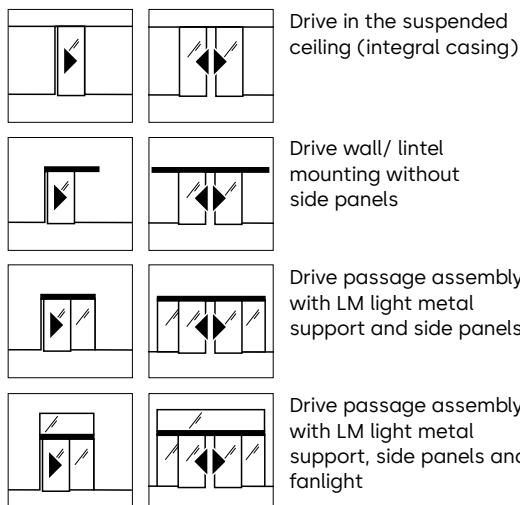 Drive in the suspended
ceiling (integral casing)
Drive wall/ lintel
mounting without
side panels
Drive passage assembly
with LM light metal
support and side panels
Drive passage assembly
with LM light metal
support, side panels and
fanlight